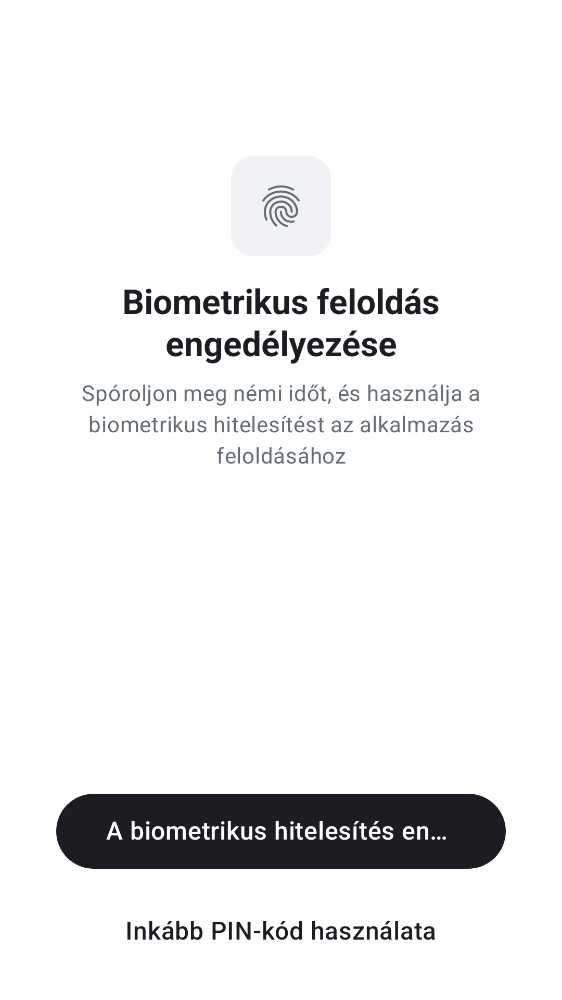 Biometrikus feloldás
engedélyezése
Spóroljon meg némi időt, és használja a
biometrikus hitelesítést az alkalmazás
feloldásához
A biometrikus hitelesítés en…
Inkább PIN-kód használata